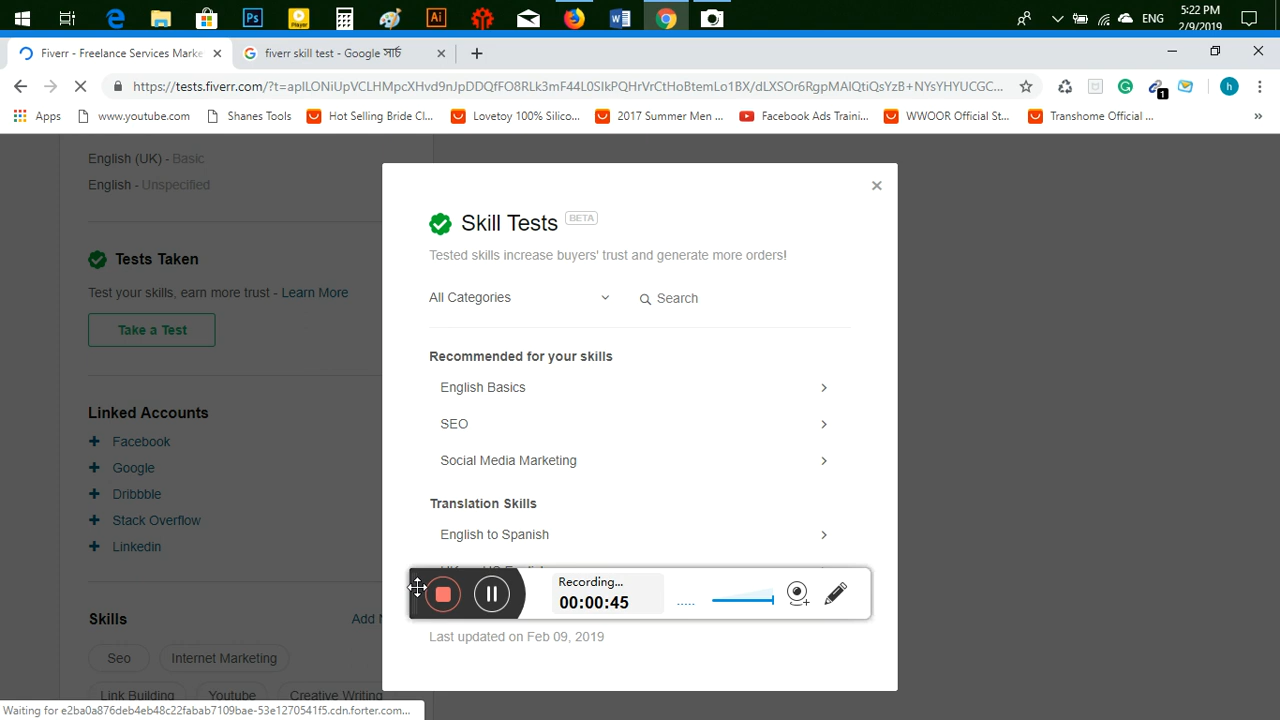 ENG
5:22 PM
2/9/2019
Fiverr - Freelance Services Marke
fiverr skill test - Google সার্চ
https://tests.fiverr.com/?t=aplLONiUpVCLHMpcXHvd9nJpDDQfFO8RLk3mF44L0SIkPQHrVrCtHoBtemLo1BX/dLXSOr6RgpMAIQtiQsYzB+NYsYHYUCGC...
1
h
Apps
www.youtube.com
Shanes Tools
Hot Selling Bride Cl...
Lovetoy 100% Silico...
2017 Summer Men ...
Facebook Ads Traini...
WWOOR Official St...
Transhome Official ...
English (UK) - Basic
English - Unspecified
Tests Taken
Test your skills, earn more trust - Learn More
Take a Test
Linked Accounts
Facebook
Google
Dribbble
Stack Overflow
Linkedin
Skills
Add N
Seo
Internet Marketing
Link Building
Youtube
Creative Writing
Skill Tests BETA
Tested skills increase buyers' trust and generate more orders!
All Categories
Search
Recommended for your skills
English Basics
SEO
Social Media Marketing
Translation Skills
English to Spanish
Recording...
00:00:45
Last updated on Feb 09, 2019
Waiting for e2ba0a876deb4eb48c22fabab7109bae-53e1270541f5.cdn.forter.com...